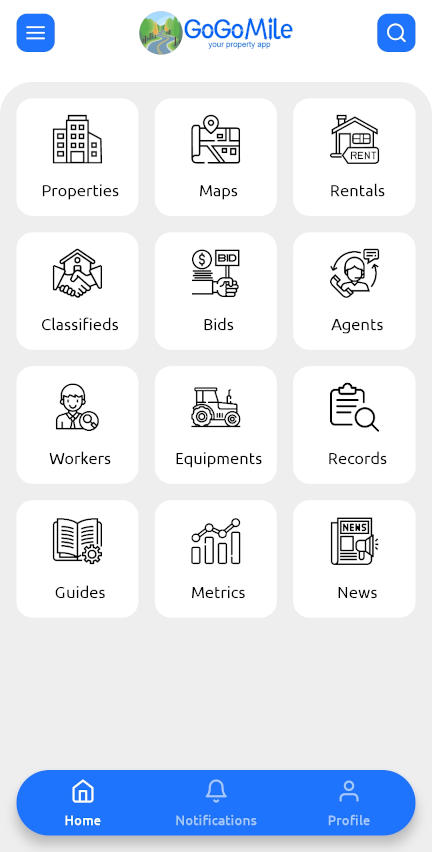 GoGoMile
your property app
Properties
Maps
RENT
Rentals
Classifieds
$ BID
Bids
Agents
Workers
Equipments
Records
Guides
Metrics
NEWS
News
Home
Notifications
Profile